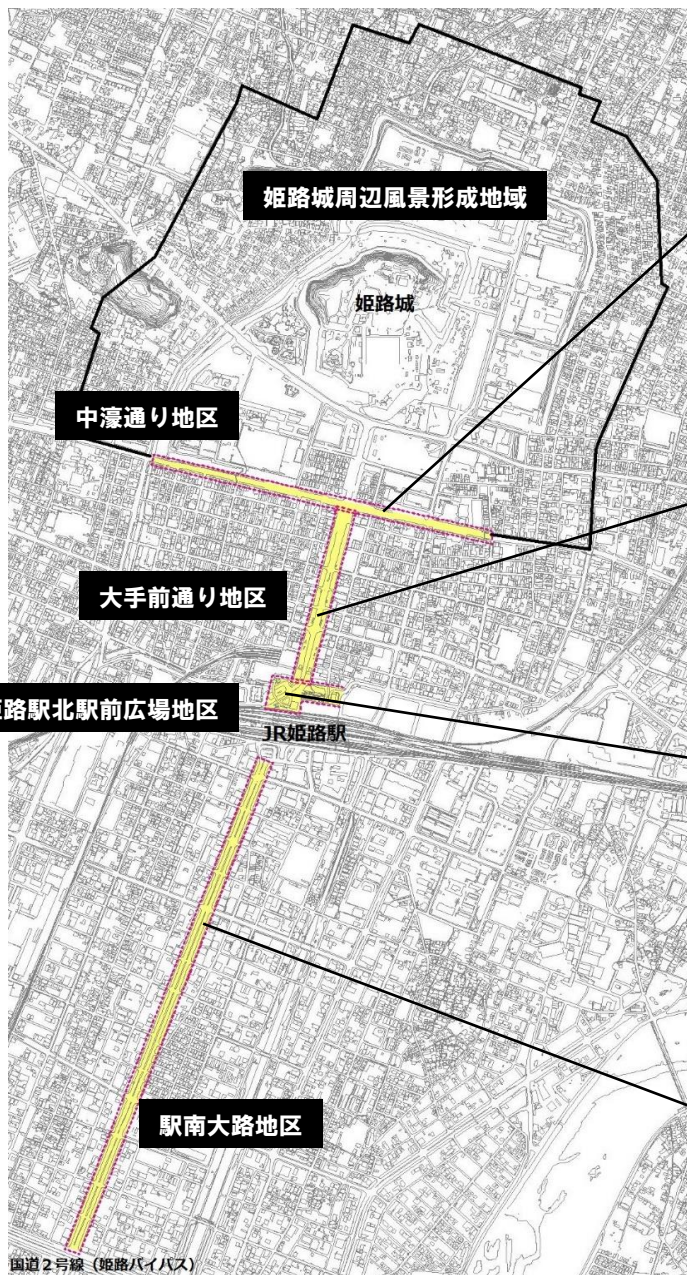 姫路城周辺風景形成地域
姫路城
中濠通り地区
大手前通り地区
路駅北駅前広場地区
JR姫路駅
駅南大路地区
国道2号線（姫路バイパス）